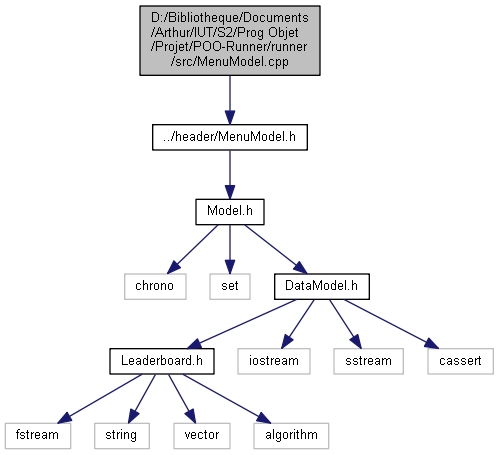 D:/Bibliotheque/Documents
/Arthur/IUT/S2/Prog Objet
/Projet/POO-Runner/runner
/src/MenuModel.cpp
../header/MenuModel.h
Model.h
chrono
set
DataModel.h
Leaderboard.h
iostream
sstream
cassert
fstream
string
vector
algorithm